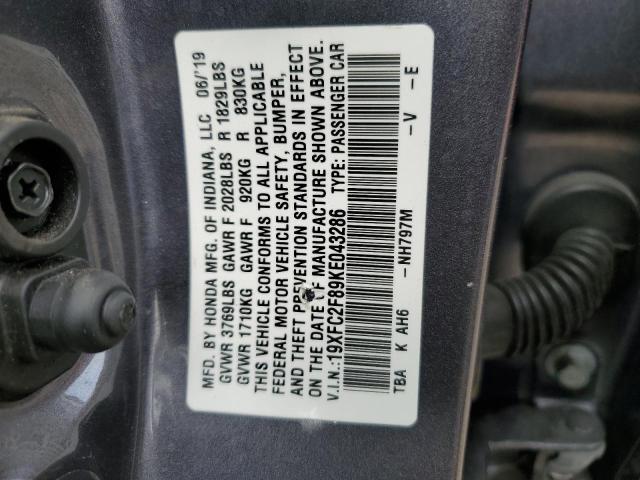 MFD. BY HONDA MFG. OF INDIANA, LLC 06/'19
GVWR 3769LBS GAWR F 2028LBS R 1829LBS
GVWR 1710KG GAWR F 920KG R 830KG
THIS VEHICLE CONFORMS TO ALL APPLICABLE
FEDERAL MOTOR VEHICLE SAFETY, BUMPER,
AND THEFT PREVENTION STANDARDS IN EFFECT
ON THE DATE OF MANUFACTURE SHOWN ABOVE.
V.I.N.:19XFC2F89KE043286 TYPE: PASSENGER CAR
TBA K AH6 -NH797M -V -E